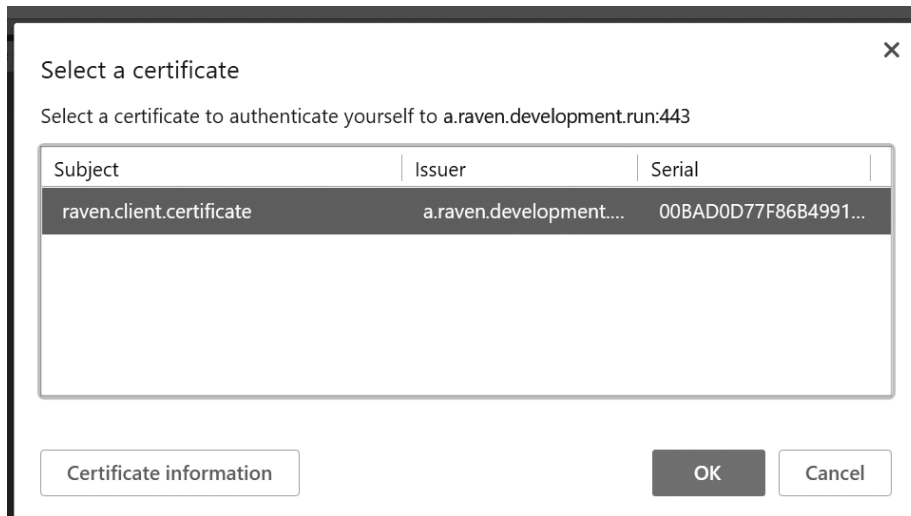 Select a certificate
Select a certificate to authenticate yourself to a.raven.development.run:443
Subject Issuer Serial
raven.client.certificate a.raven.development.... 00BAD0D77F86B4991...
Certificate information OK Cancel